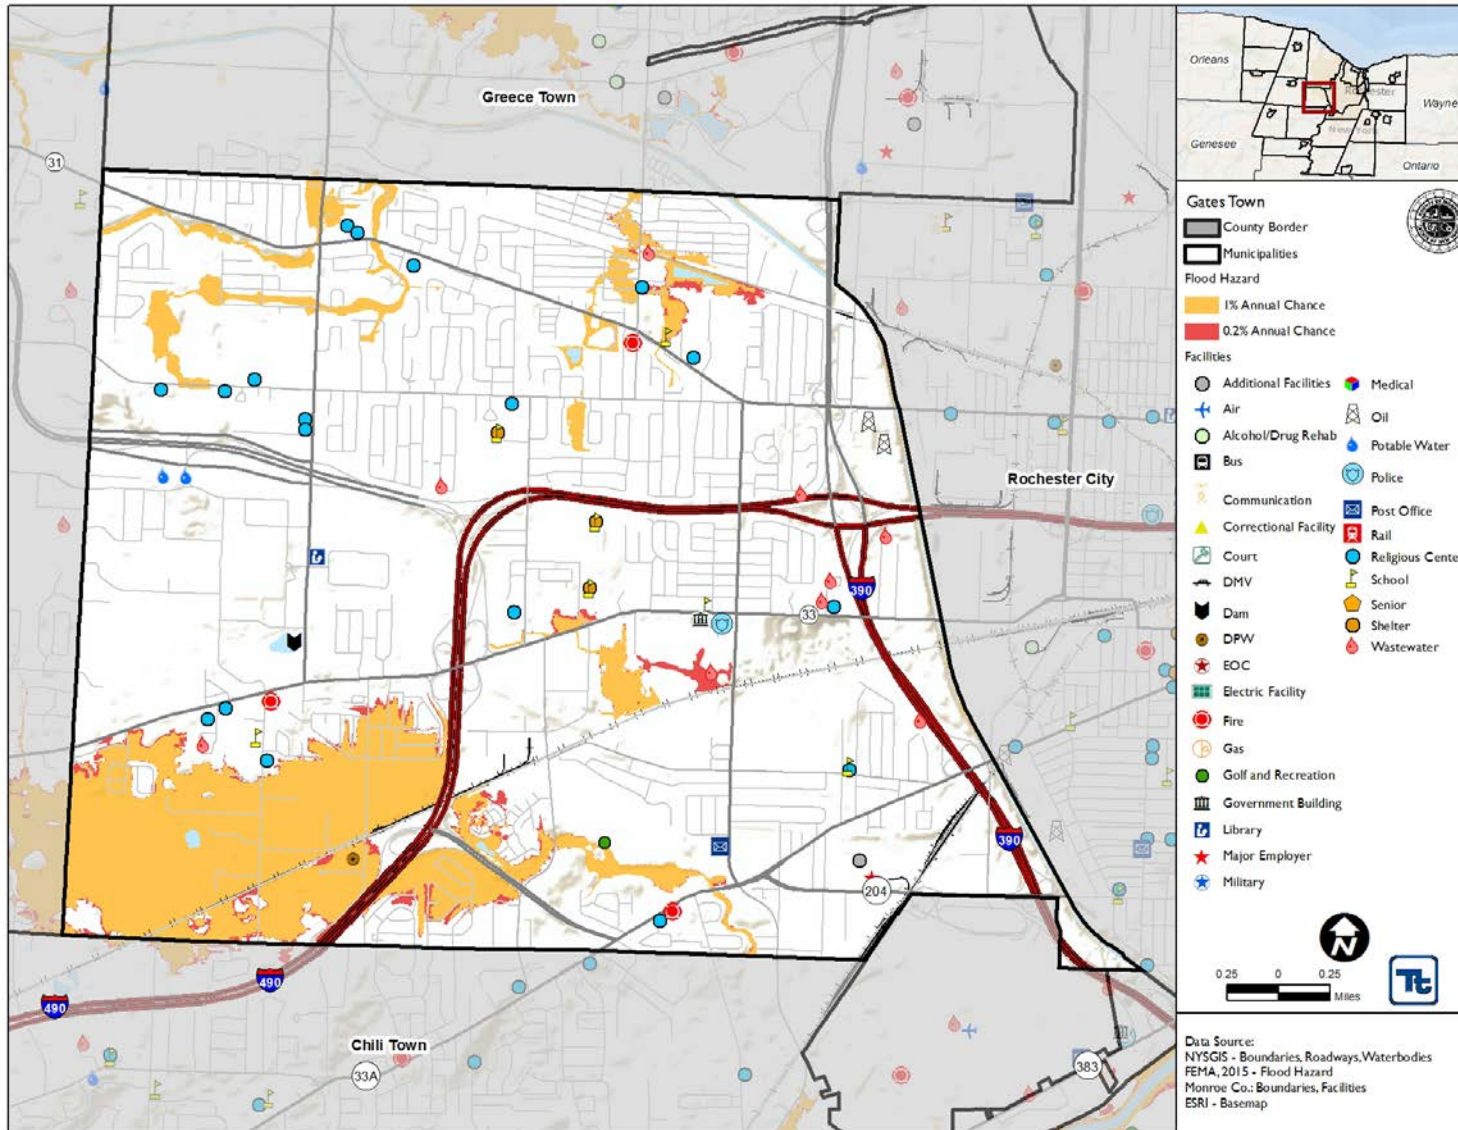 Greece Town
31
Rochester City
390
33
390
204
490
490
Chili Town
33A
383
Orleans
Rochester
Wayne
New York
Genesee
Ontario
Gates Town
County Border
Municipalities
Flood Hazard
1% Annual Chance
0.2% Annual Chance
Facilities
Additional Facilities
Air
Alcohol/Drug Rehab
Bus
Communication
Correctional Facility
Court
DMV
Dam
DPW
EOC
Electric Facility
Fire
Gas
Golf and Recreation
Government Building
Library
Major Employer
Military
Medical
Oil
Potable Water
Police
Post Office
Rail
Religious Cente
School
Senior
Shelter
Wastewater
N
0.25 0 0.25
Miles
Tt
Data Source:
NYSGIS - Boundaries, Roadways, Waterbodies
FEMA, 2015 - Flood Hazard
Monroe Co.: Boundaries, Facilities
ESRI - Basemap